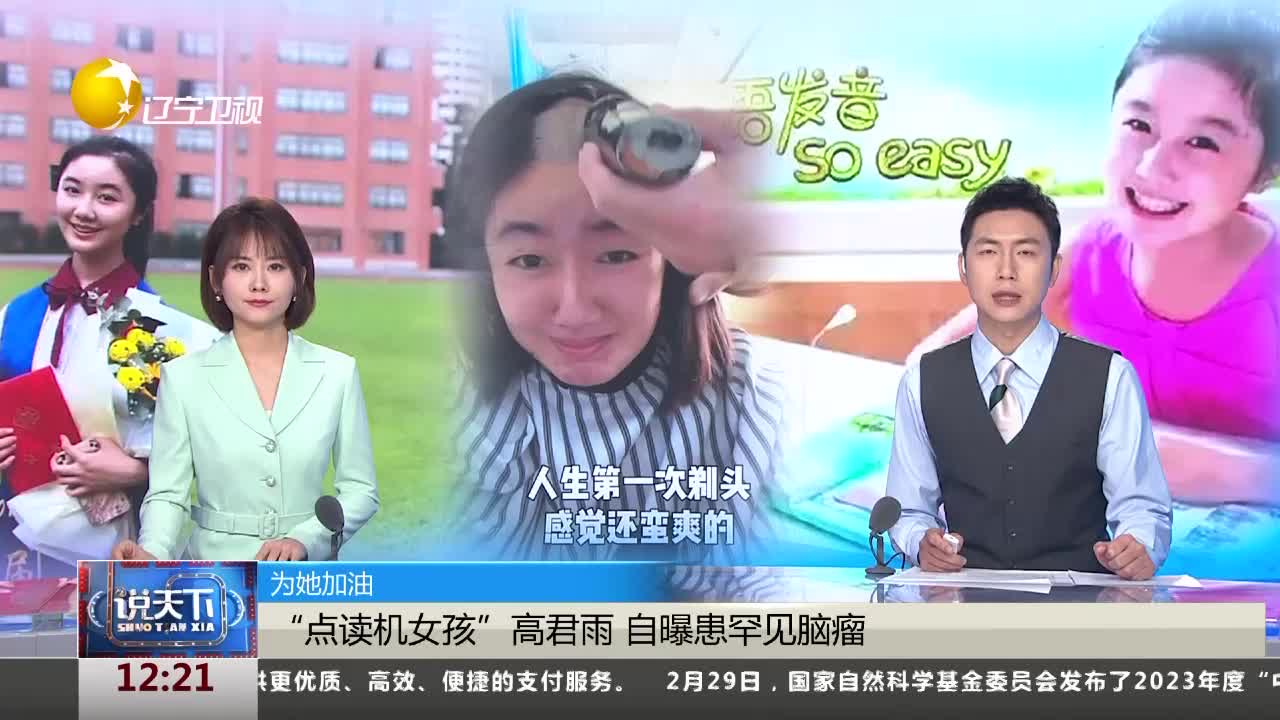 辽宁卫视
语发音
so easy
人生第一次剃头
感觉还蛮爽的
为她加油
说天下
SHUO TIAN XIA
“点读机女孩”高君雨 自曝患罕见脑瘤
12:21
供更优质、高效、便捷的支付服务。 2月29日，国家自然科学基金委员会发布了2023年度“中
届